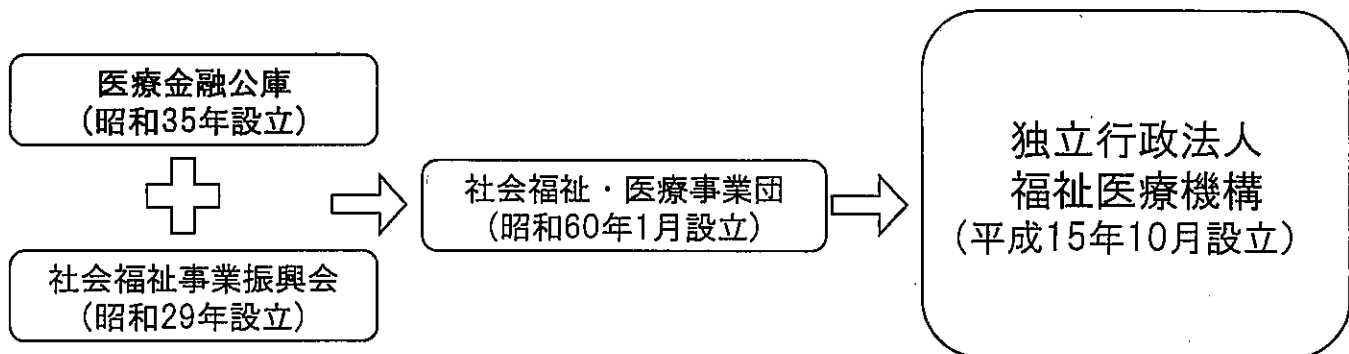 医療金融公庫
(昭和35年設立)
社会福祉事業振興会
(昭和29年設立)
社会福祉・医療事業団
(昭和60年1月設立)
独立行政法人
福祉医療機構
(平成15年10月設立)